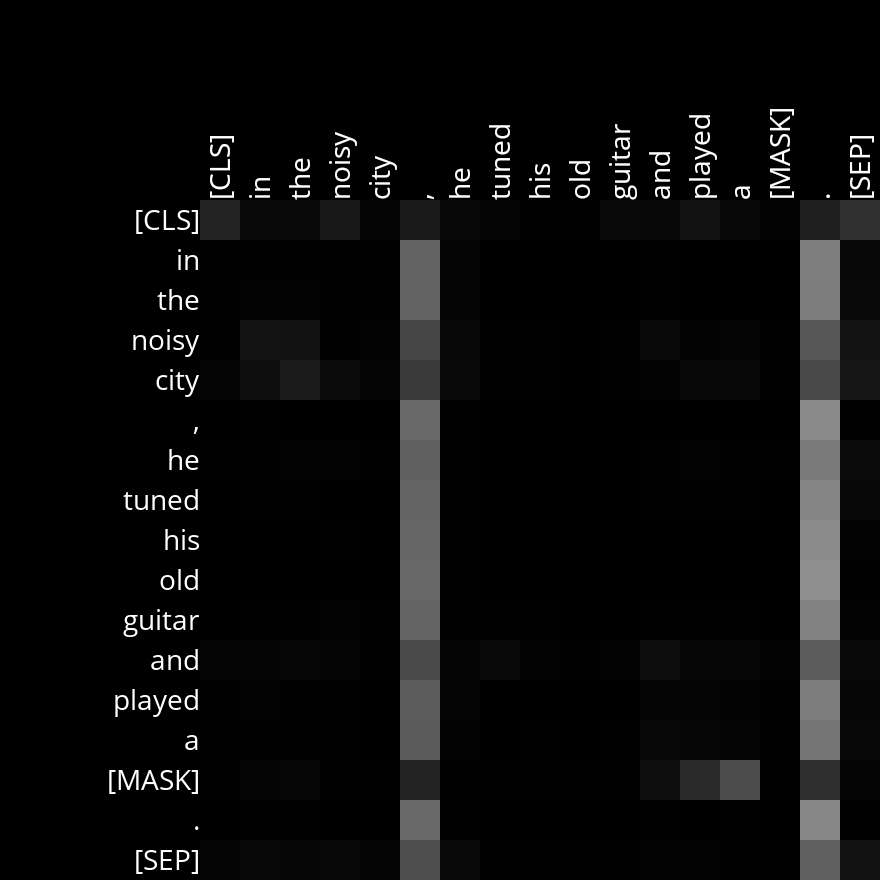 [CLS] in the noisy city , he tuned his old guitar and played a [MASK] . [SEP]
[CLS]
in
the
noisy
city
,
he
tuned
his
old
guitar
and
played
a
[MASK]
.
[SEP]